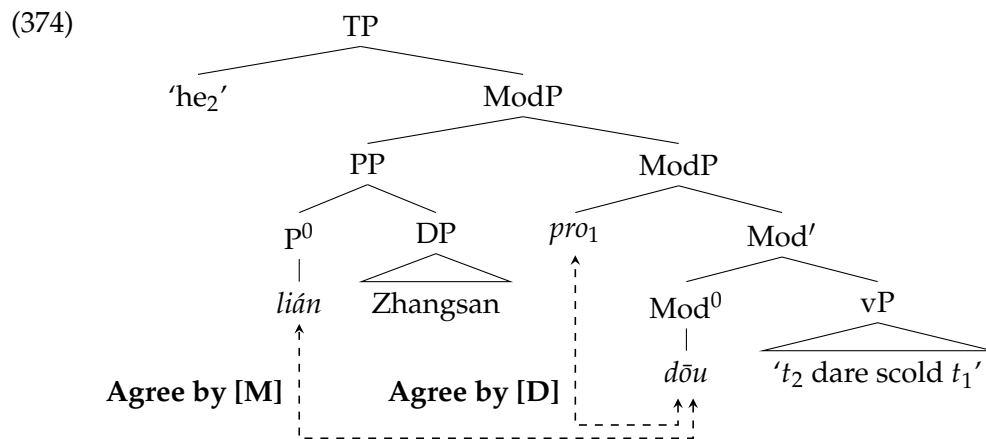 (374)
TP
‘he₂’ ModP
PP ModP
P⁰ DP pro₁ Mod′
lián Zhangsan Mod⁰ vP
Agree by [M] Agree by [D] dōu ‘t₂ dare scold t₁’